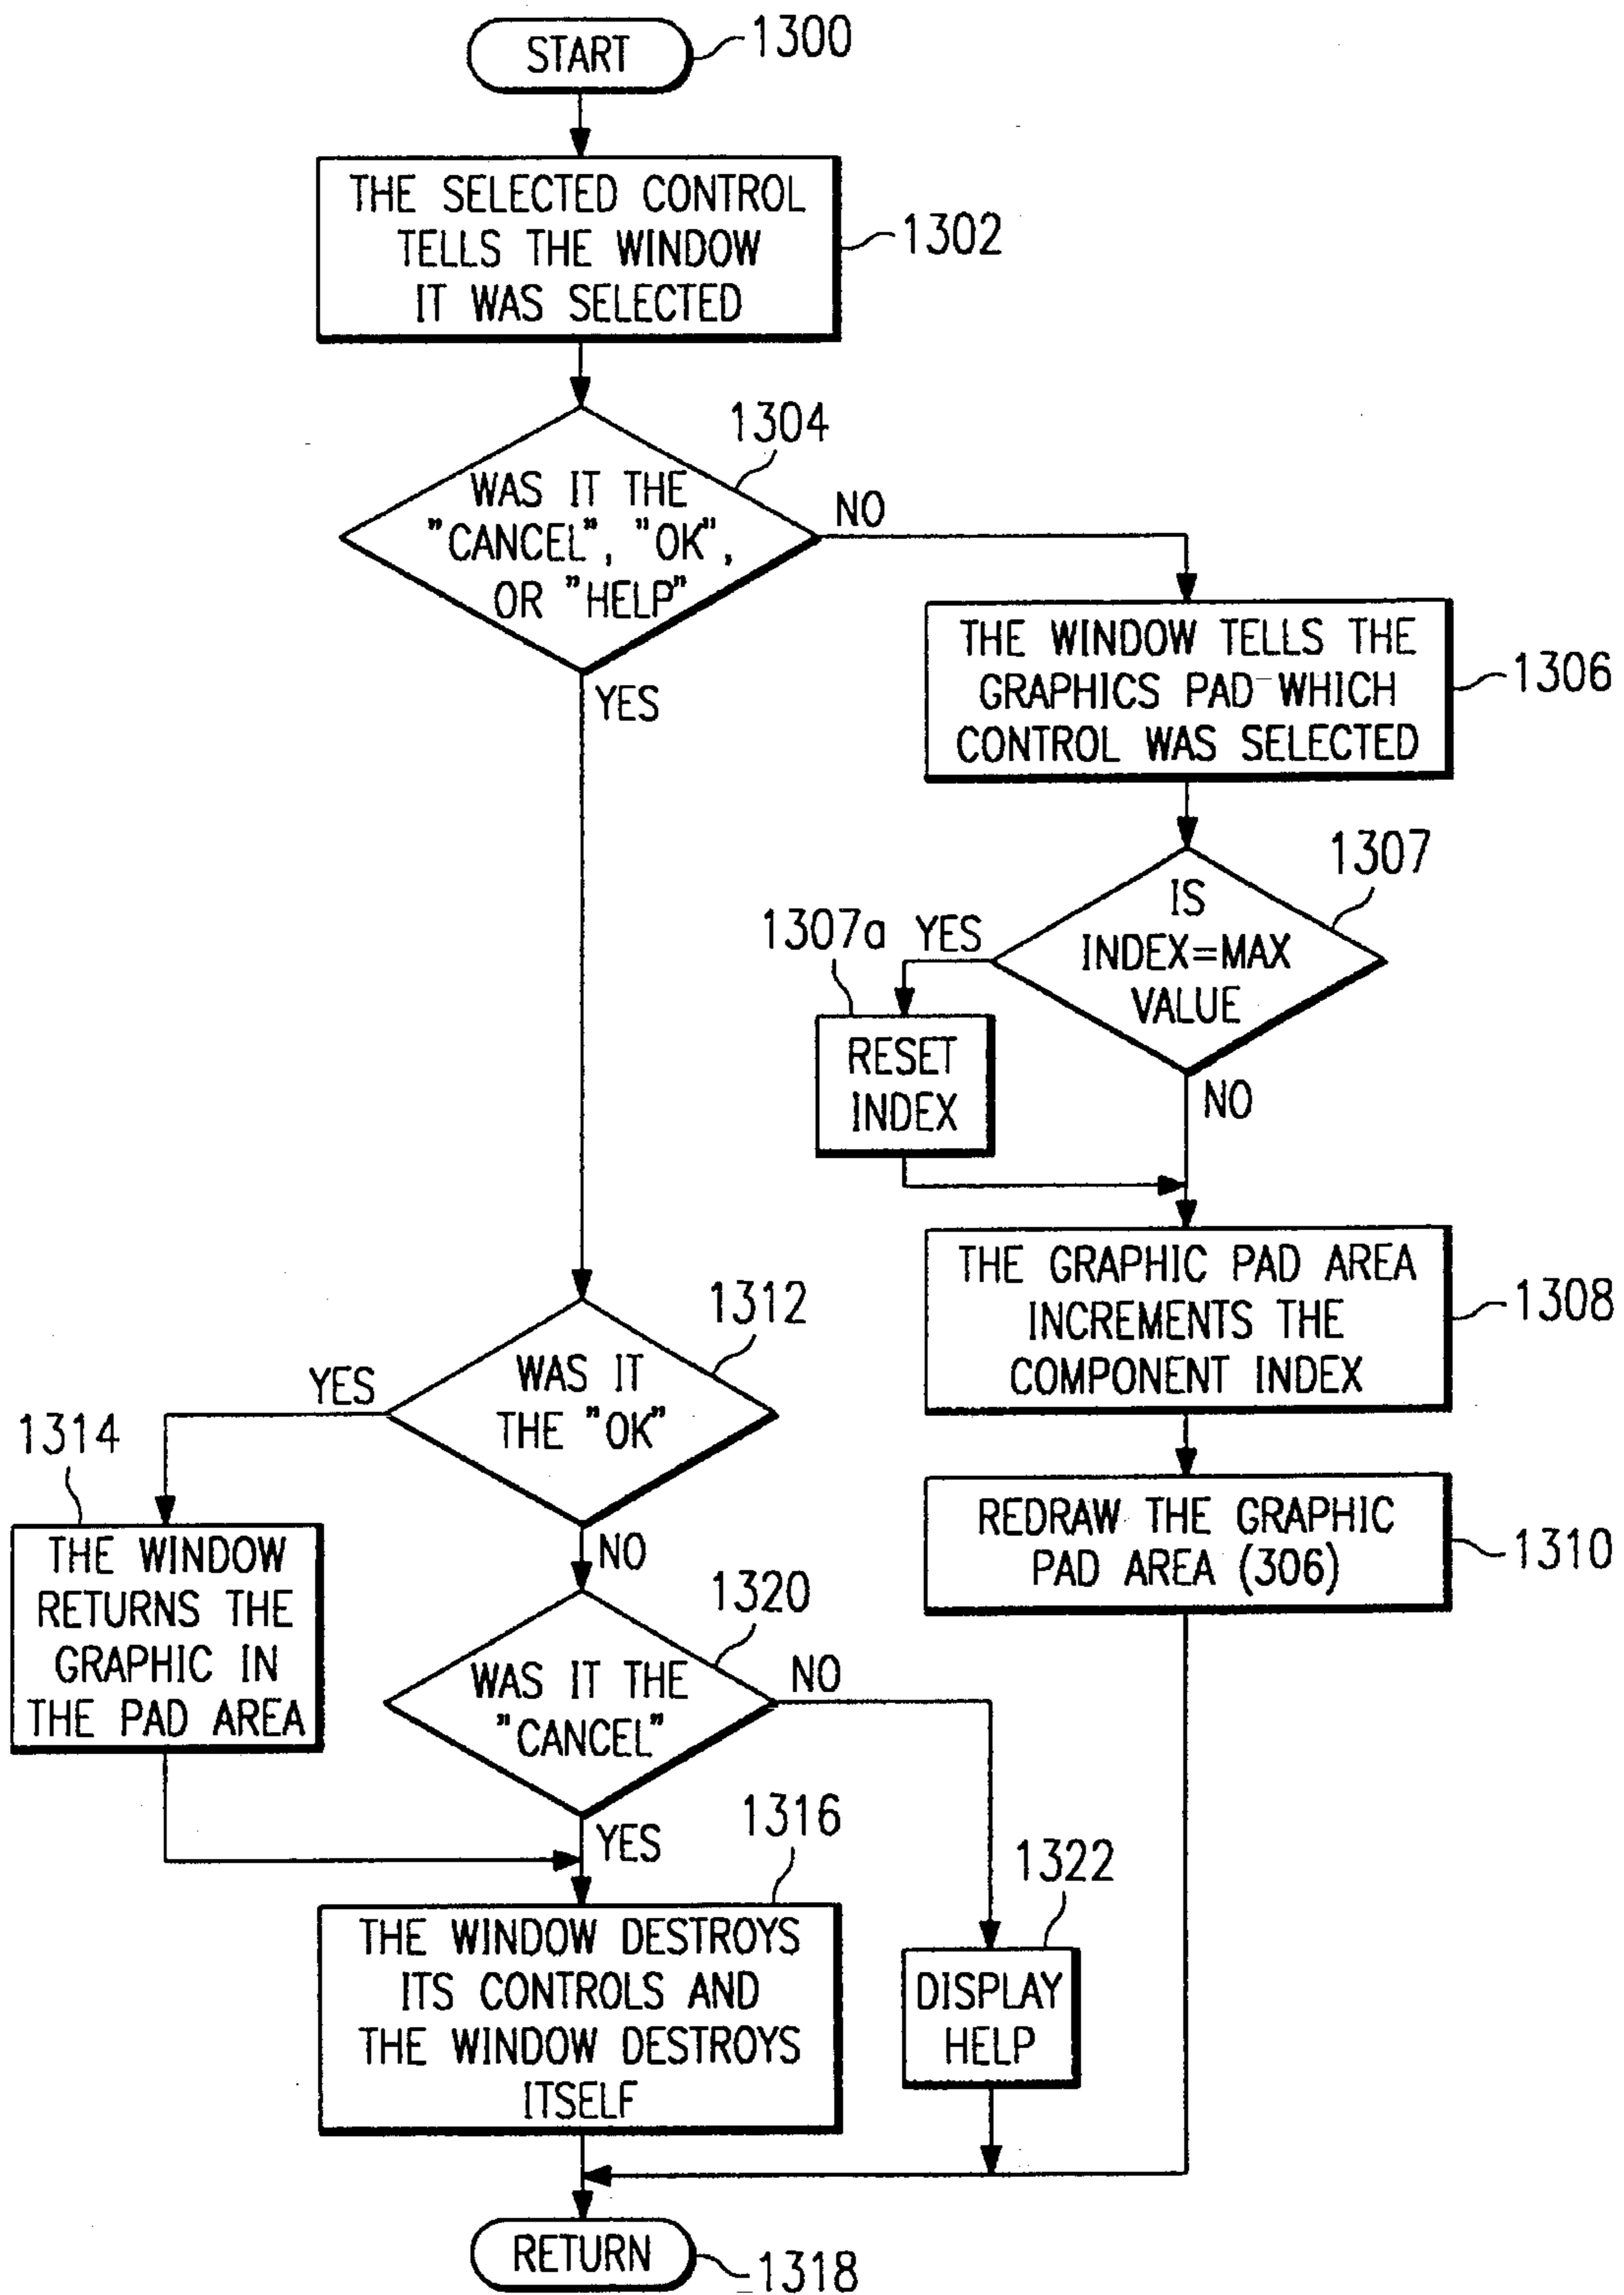 START
1300
THE SELECTED CONTROL
TELLS THE WINDOW
IT WAS SELECTED
1302
1304
WAS IT THE
"CANCEL", "OK",
OR "HELP"
NO
YES
THE WINDOW TELLS THE
GRAPHICS PAD WHICH
CONTROL WAS SELECTED
1306
1307
IS
INDEX=MAX
VALUE
YES
1307a
RESET
INDEX
NO
THE GRAPHIC PAD AREA
INCREMENTS THE
COMPONENT INDEX
1308
REDRAW THE GRAPHIC
PAD AREA (306)
1310
1312
WAS IT
THE "OK"
YES
1314
THE WINDOW
RETURNS THE
GRAPHIC IN
THE PAD AREA
NO
1320
WAS IT THE
"CANCEL"
NO
YES
1316
THE WINDOW DESTROYS
ITS CONTROLS AND
THE WINDOW DESTROYS
ITSELF
1322
DISPLAY
HELP
RETURN
1318